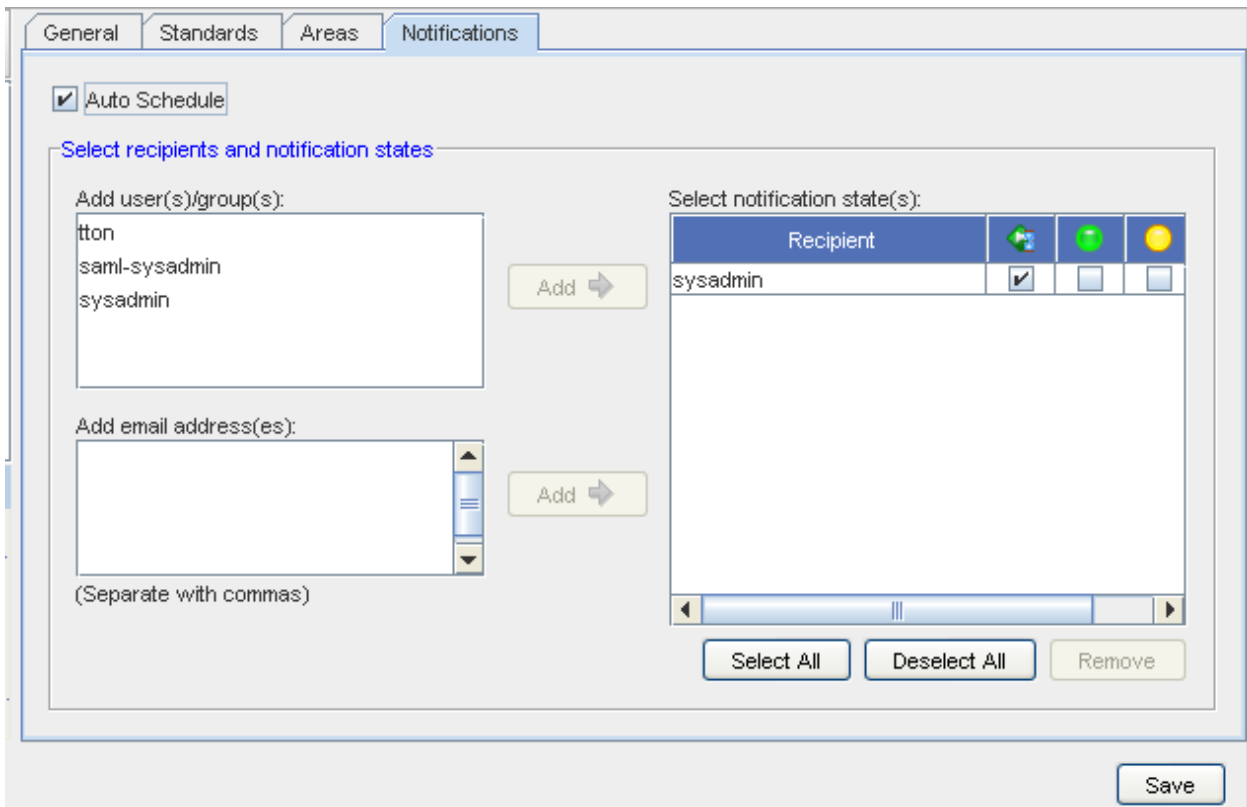 General Standards Areas Notifications
Auto Schedule
Select recipients and notification states
Add user(s)/group(s):
tton
saml-sysadmin
sysadmin
Add
Add email address(es):
Add
(Separate with commas)
Select notification state(s):
Recipient
sysadmin
Select All Deselect All Remove
Save